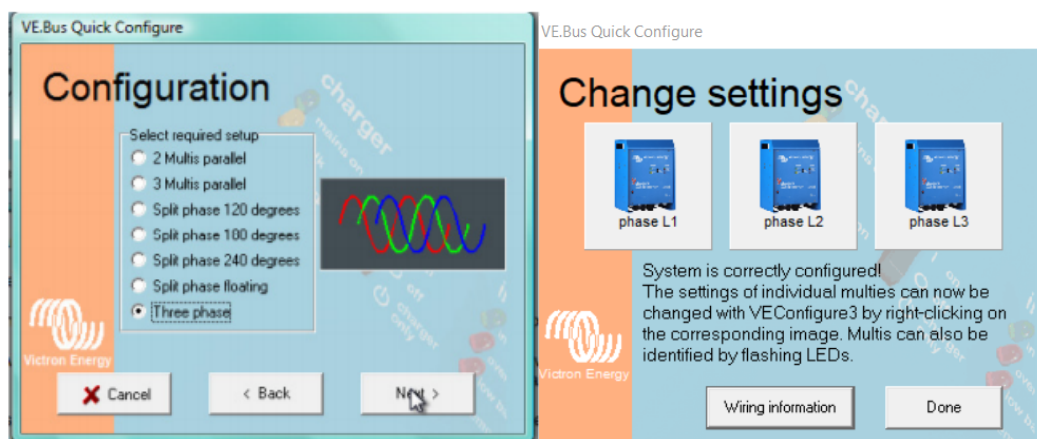 VE.Bus Quick Configure
Configuration
Select required setup
2 Multis parallel
3 Multis parallel
Split phase 120 degrees
Split phase 180 degrees
Split phase 240 degrees
Split phase floating
Three phase
Victron Energy
Cancel
< Back
Next >
charger
mains on
VE.Bus Quick Configure
Change settings
phase L1
phase L2
phase L3
System is correctly configured!
The settings of individual multies can now be
changed with VEConfigure3 by right-clicking on
the corresponding image. Multis can also be
identified by flashing LEDs.
Victron Energy
Wiring information
Done